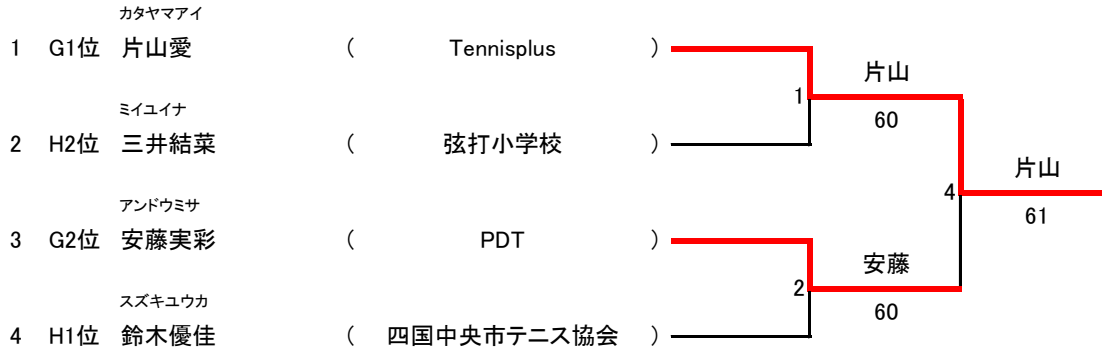 カタヤマアイ
1 G1位 片山愛 ( Tennisplus )
片山
1
60
ミイユイナ
2 H2位 三井結菜 ( 弦打小学校 )
片山
4
61
アンドウミサ
3 G2位 安藤実彩 ( PDT )
安藤
2
60
スズキユウカ
4 H1位 鈴木優佳 ( 四国中央市テニス協会 )